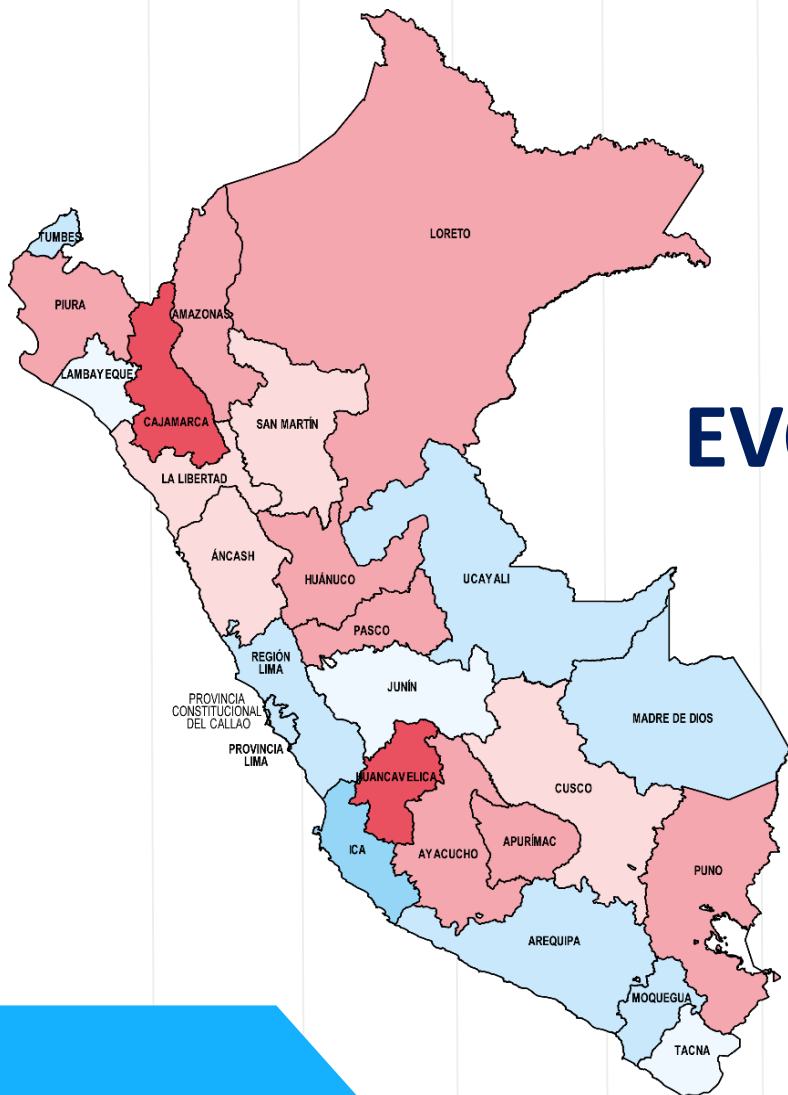 TUMBES
LORETO
PIURA
AMAZONAS
LAMBAYEQUE
CAJAMARCA
SAN MARTÍN
EVO
LA LIBERTAD
ÁNCASH
HUÁNUCO
UCAYALI
PASCO
REGIÓN
LIMA
JUNÍN
PROVINCIA
CONSTITUCIONAL
DEL CALLAO
MADRE DE DIOS
PROVINCIA
LIMA
HUANCAVELICA
CUSCO
ICA
AYACUCHO
APURÍMAC
PUNO
AREQUIPA
MOQUEGUA
TACNA